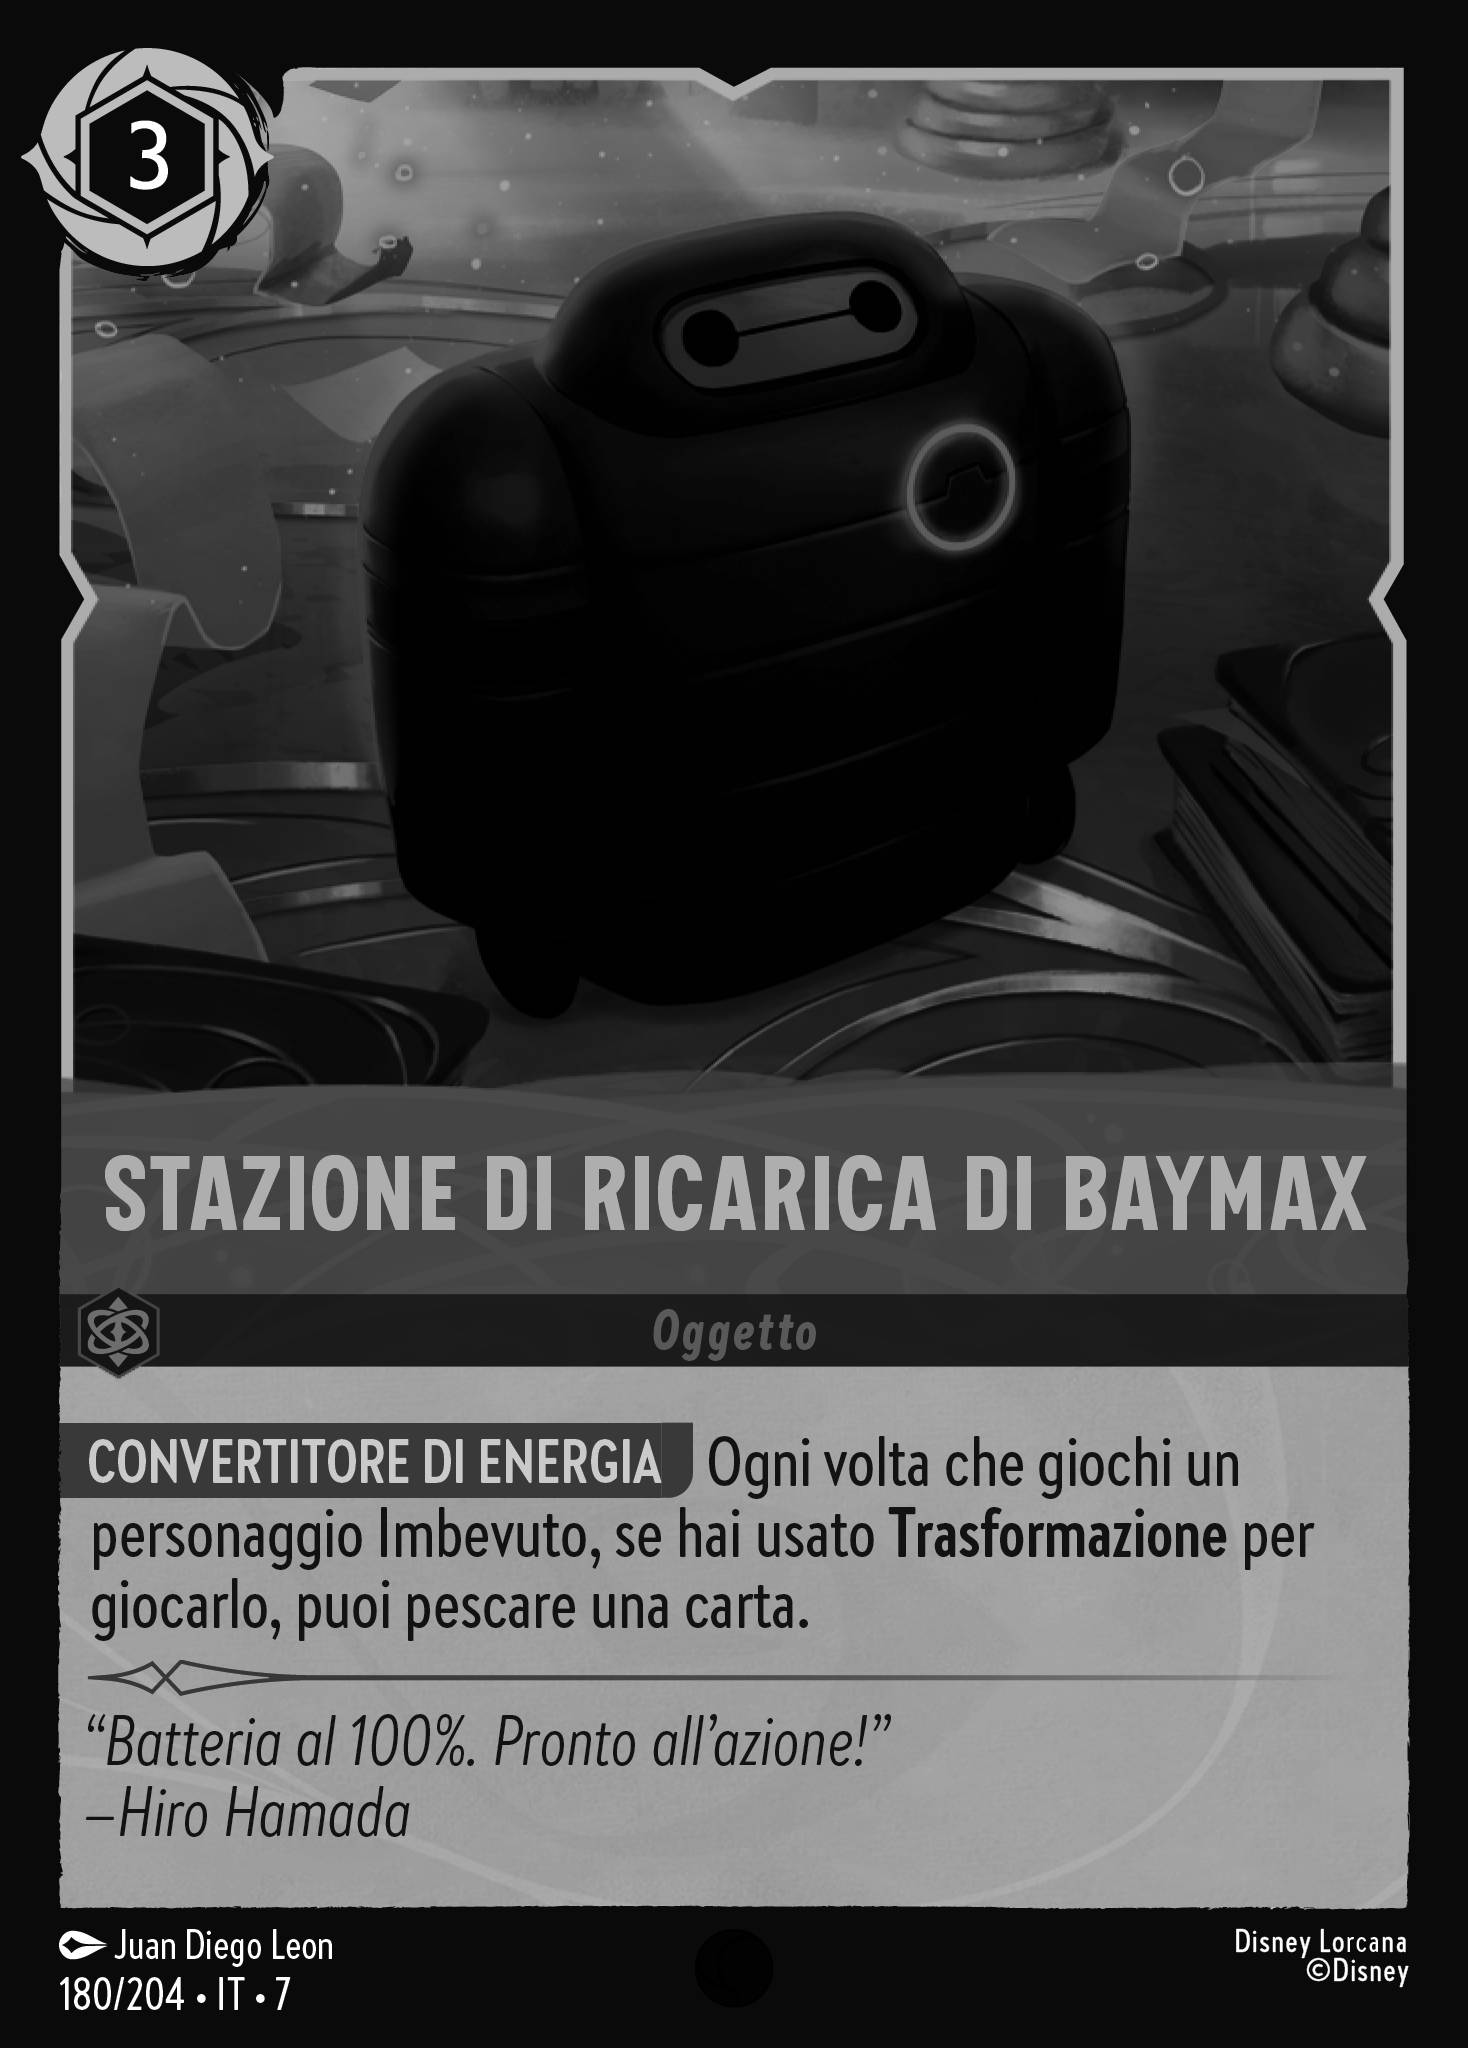 3
STAZIONE DI RICARICA DI BAYMAX
Oggetto
CONVERTITORE DI ENERGIA Ogni volta che giochi un
personaggio Imbevuto, se hai usato Trasformazione per
giocarlo, puoi pescare una carta.
“Batteria al 100%. Pronto all’azione!”
–Hiro Hamada
Juan Diego Leon
180/204 • IT • 7
Disney Lorcana
©Disney